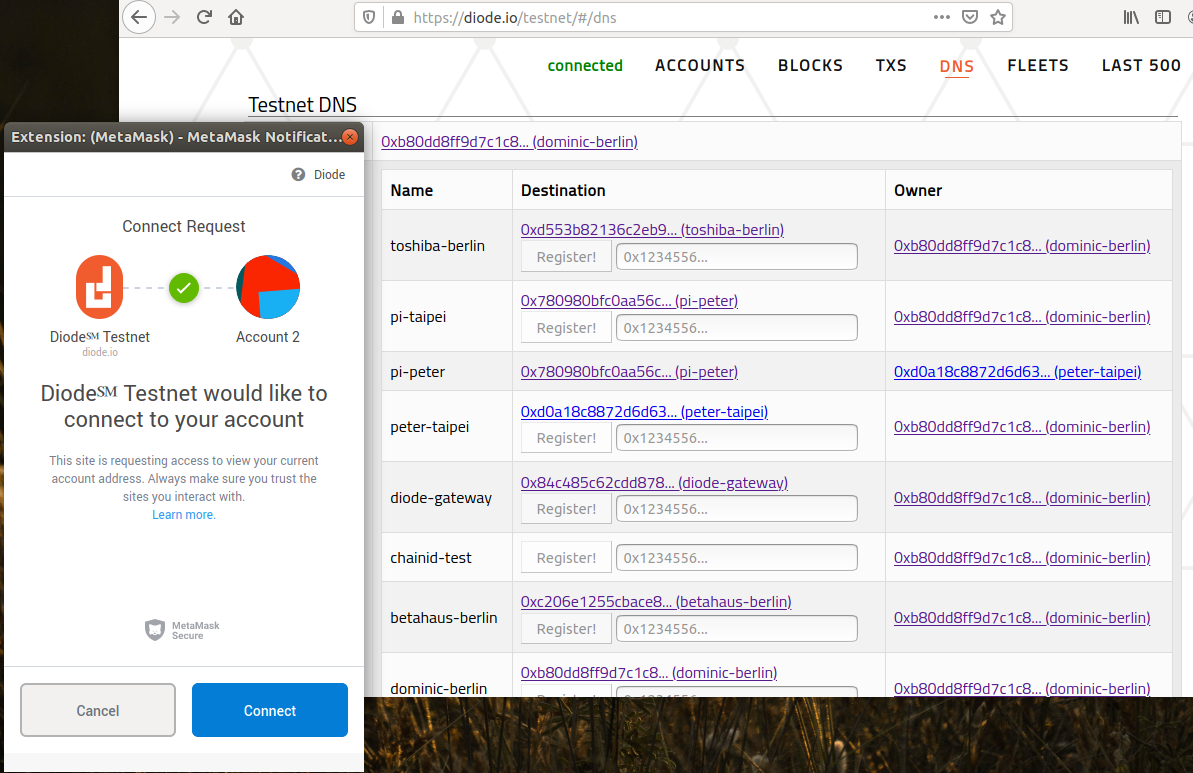 https://diode.io/testnet/#/dns
connected ACCOUNTS BLOCKS TXS DNS FLEETS LAST 500
Testnet DNS
Extension: (MetaMask) - MetaMask Notificat...
Diode
Connect Request
Diode℠ Testnet
diode.io
Account 2
Diode℠ Testnet would like to
connect to your account
This site is requesting access to view your current
account address. Always make sure you trust the
sites you interact with.
Learn more.
MetaMask
Secure
Cancel Connect
0xb80dd8ff9d7c1c8... (dominic-berlin)
Name Destination Owner
toshiba-berlin
0xd553b82136c2eb9... (toshiba-berlin)
Register! 0x1234556...
0xb80dd8ff9d7c1c8... (dominic-berlin)
pi-taipei
0x780980bfc0aa56c... (pi-peter)
Register! 0x1234556...
0xb80dd8ff9d7c1c8... (dominic-berlin)
pi-peter 0x780980bfc0aa56c... (pi-peter) 0xd0a18c8872d6d63... (peter-taipei)
peter-taipei
0xd0a18c8872d6d63... (peter-taipei)
Register! 0x1234556...
0xb80dd8ff9d7c1c8... (dominic-berlin)
diode-gateway
0x84c485c62cdd878... (diode-gateway)
Register! 0x1234556...
0xb80dd8ff9d7c1c8... (dominic-berlin)
chainid-test Register! 0x1234556... 0xb80dd8ff9d7c1c8... (dominic-berlin)
betahaus-berlin
0xc206e1255cbace8... (betahaus-berlin)
Register! 0x1234556...
0xb80dd8ff9d7c1c8... (dominic-berlin)
dominic-berlin
0xb80dd8ff9d7c1c8... (dominic-berlin)
0xb80dd8ff9d7c1c8... (dominic-berlin)